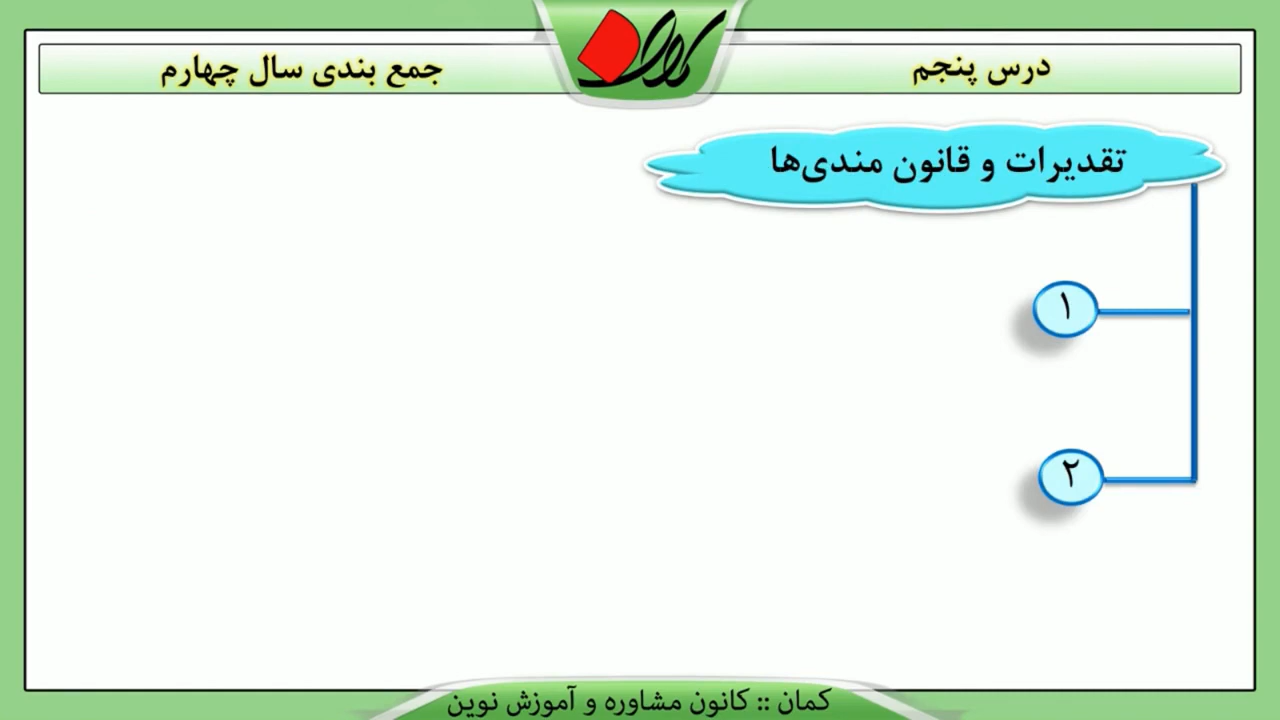 درس پنجم
جمع بندی سال چهارم
تقدیرات و قانون مندی‌ها
۱
۲
کمان :: کانون مشاوره و آموزش نوین